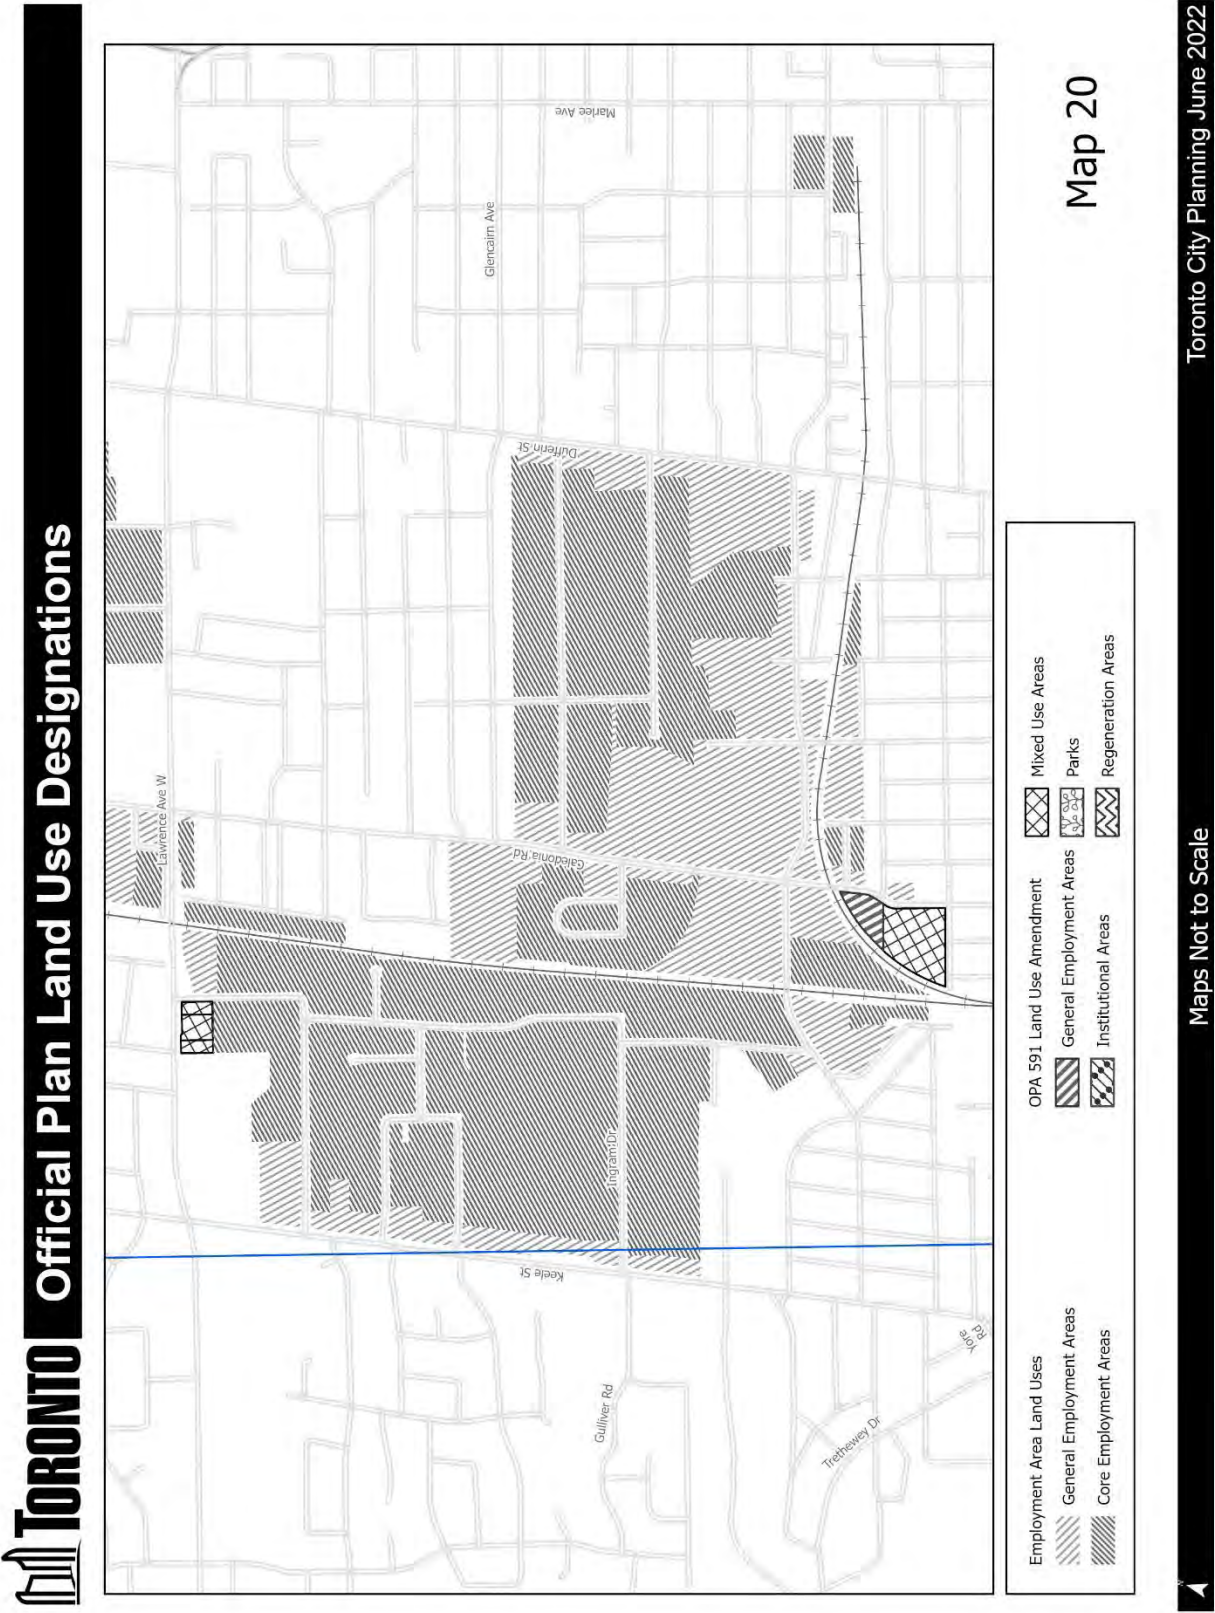 TORONTO Official Plan Land Use Designations
Lawrence Ave W
Marlee Ave
Glencairn Ave
Dufferin St
Caledonia Rd
Ingram Dr
Keele St
Gulliver Rd
Trethewey Dr
Yore
Rd
Employment Area Land Uses
General Employment Areas
Core Employment Areas
OPA 591 Land Use Amendment
General Employment Areas
Institutional Areas
Mixed Use Areas
Parks
Regeneration Areas
Map 20
N
Maps Not to Scale
Toronto City Planning June 2022